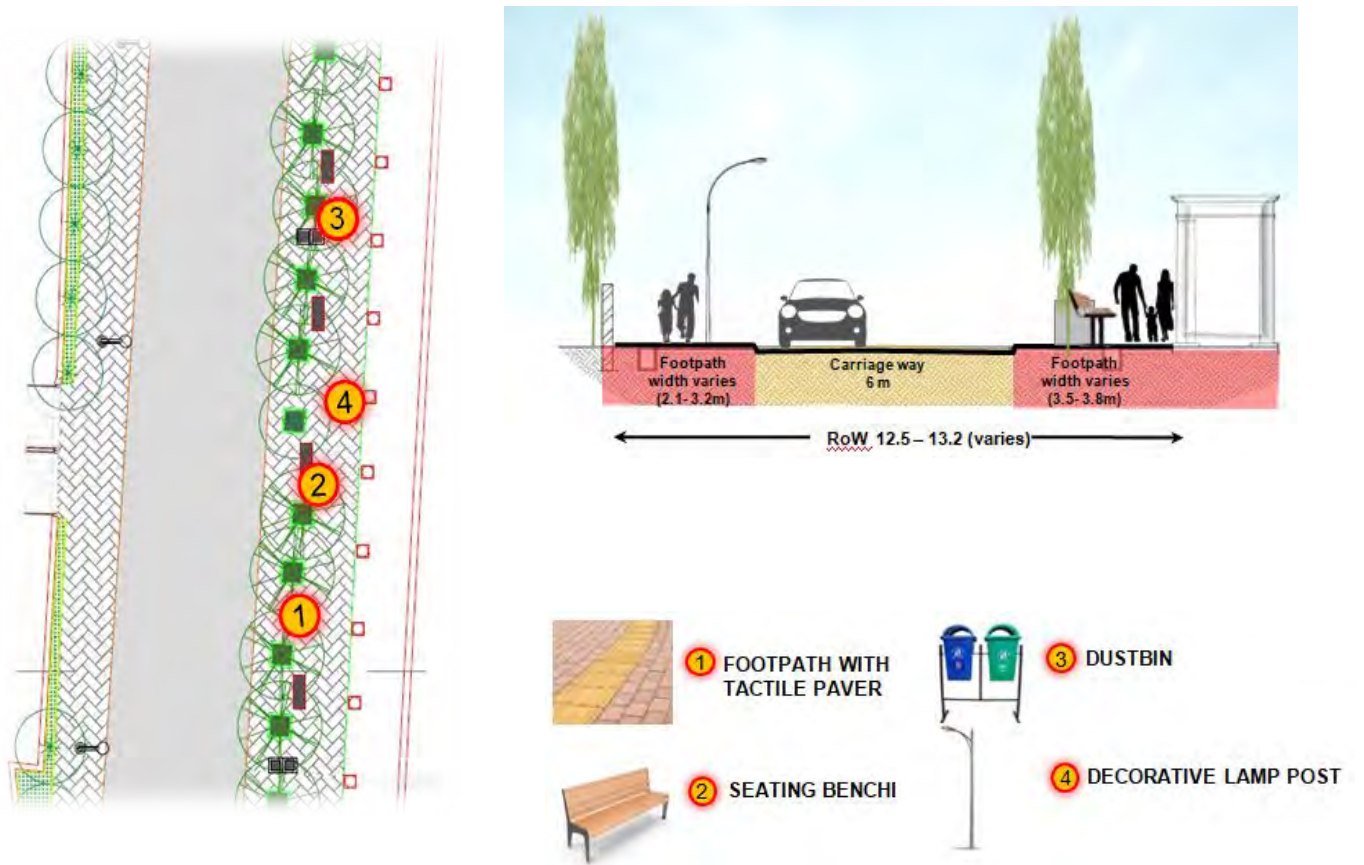 3
4
2
1
Footpath
width varies
(2.1- 3.2m)
Carriage way
6 m
Footpath
width varies
(3.5- 3.8m)
RoW 12.5 – 13.2 (varies)
1 FOOTPATH WITH
TACTILE PAVER
3 DUSTBIN
2 SEATING BENCHI
4 DECORATIVE LAMP POST